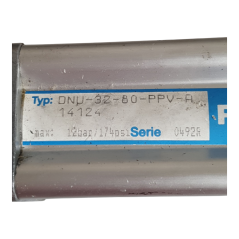 Typ: DNU-32-80-PPV-A
14124
max: 12bar/174psi Serie 0492R
F